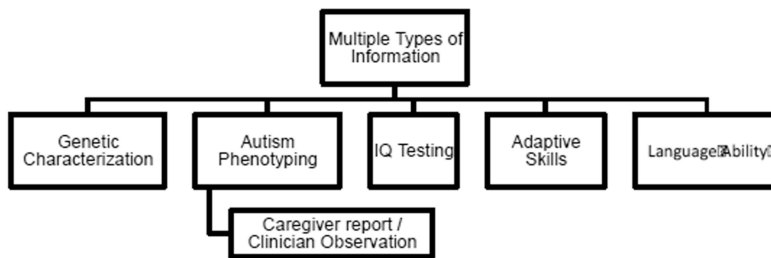 Multiple Types of
Information
Genetic
Characterization
Autism
Phenotyping
IQ Testing
Adaptive
Skills
Language Ability
Caregiver report /
Clinician Observation